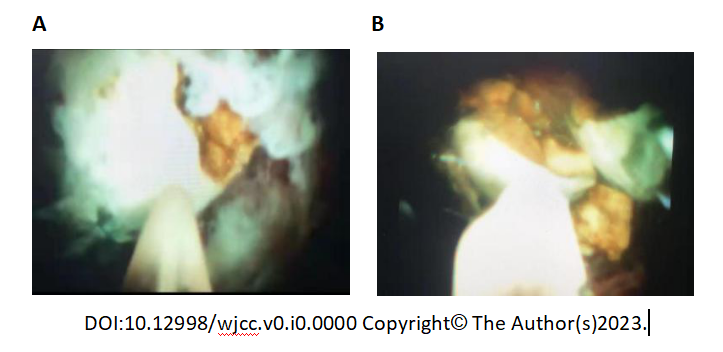 A
B
DOI:10.12998/wjcc.v0.i0.0000 Copyright© The Author(s)2023.